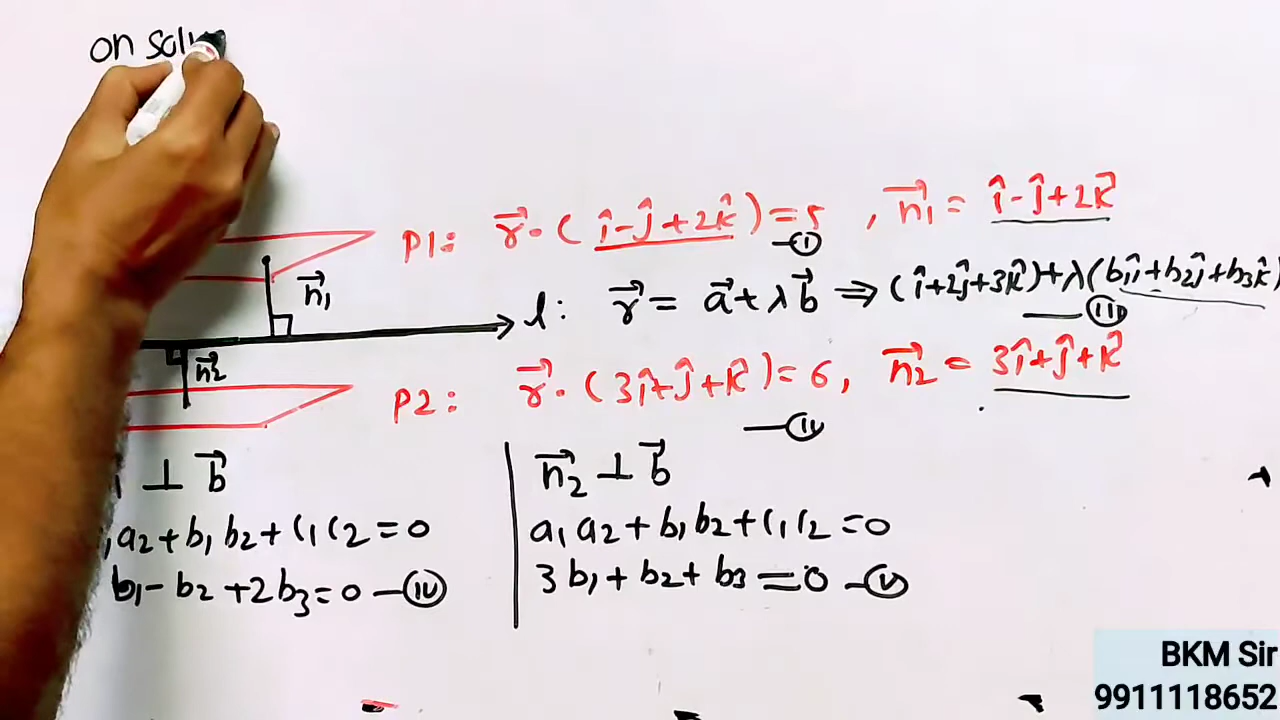 on solv
P1: r⃗·(î-ĵ+2k̂)=5 , n⃗1 = î-ĵ+2k̂
—(i)
n⃗1
l: r⃗ = a⃗+λb⃗ ⇒ (î+2ĵ+3k̂)+λ(b1î+b2ĵ+b3k̂)
—(iii)
n⃗2
P2: r⃗·(3î+ĵ+k̂)=6, n⃗2 = 3î+ĵ+k̂
—(ii)
⊥ b⃗
a2+b1b2+c1c2=0
b1-b2+2b3=0 —(iv)
n⃗2 ⊥ b⃗
a1a2+b1b2+c1c2=0
3b1+b2+b3=0 —(v)
BKM Sir
9911118652